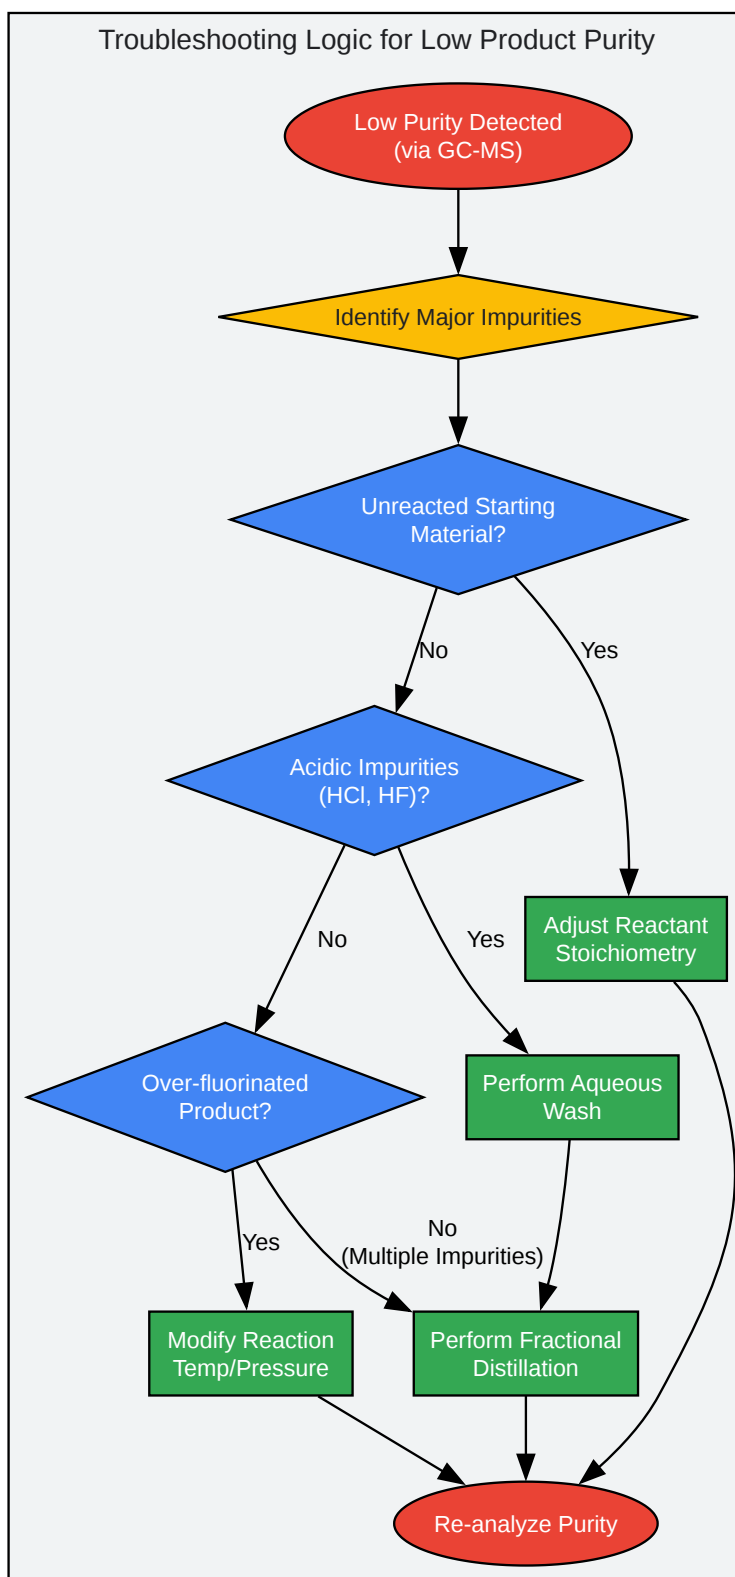 Troubleshooting Logic for Low Product Purity
Low Purity Detected
(via GC-MS)
Identify Major Impurities
Unreacted Starting
Material?
No
Yes
Acidic Impurities
(HCl, HF)?
No
Yes
Adjust Reactant
Stoichiometry
Over-fluorinated
Product?
Perform Aqueous
Wash
Yes
No
(Multiple Impurities)
Modify Reaction
Temp/Pressure
Perform Fractional
Distillation
Re-analyze Purity